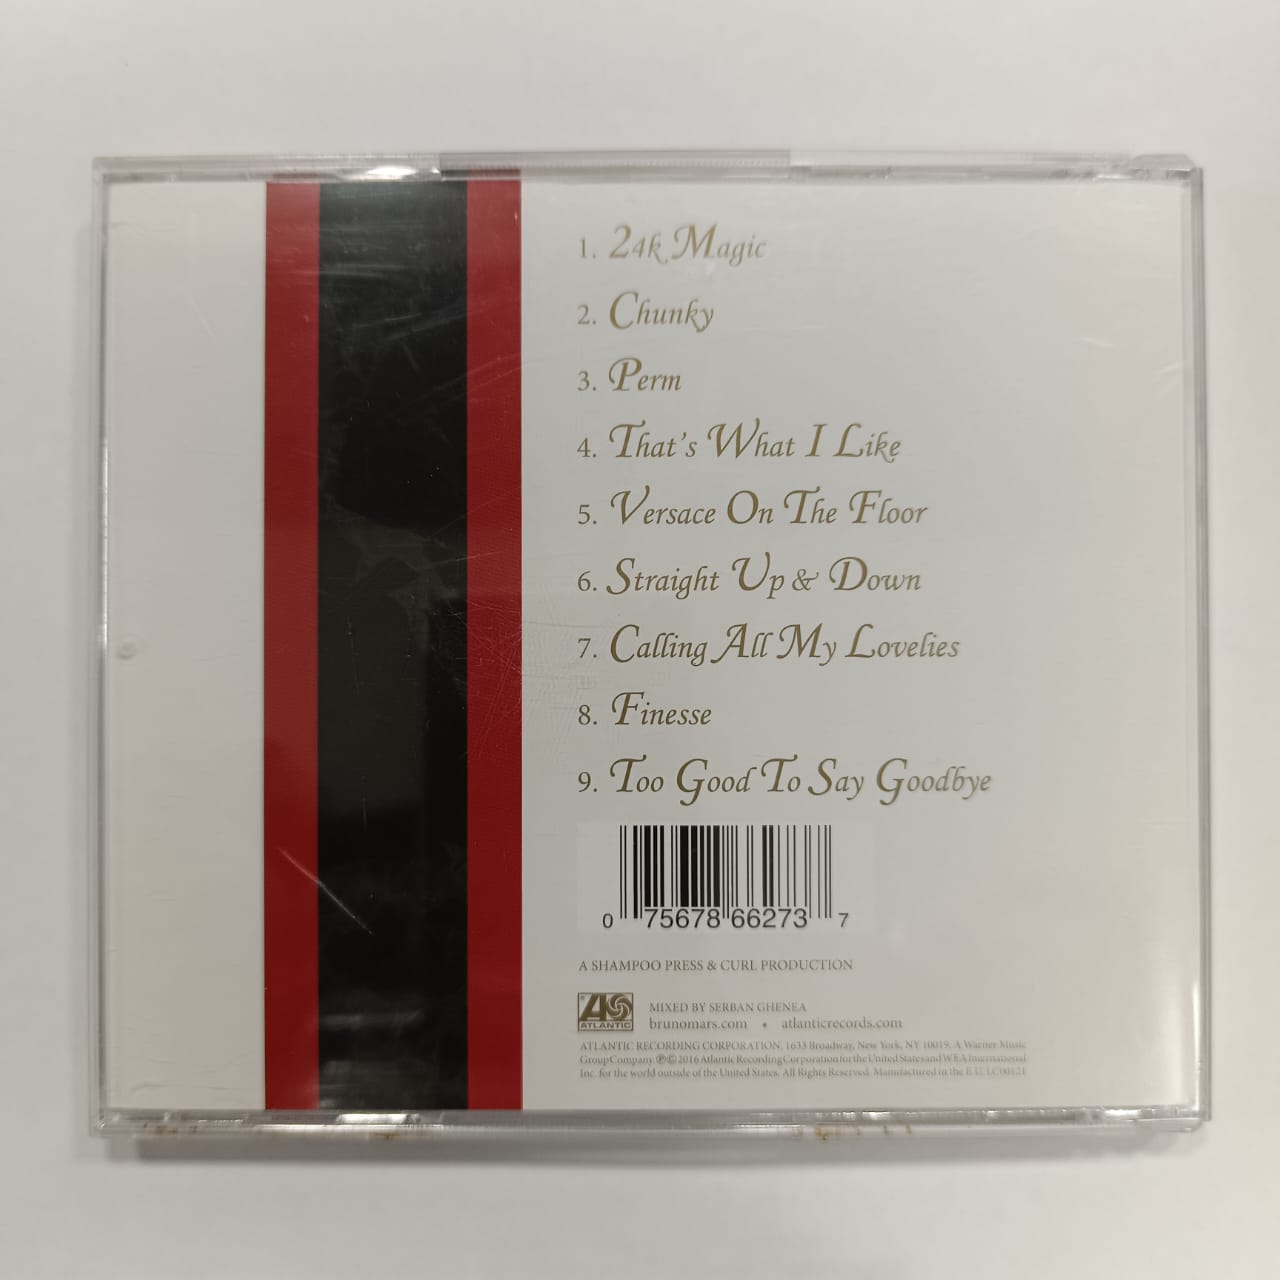 1. 24k Magic
2. Chunky
3. Perm
4. That's What I Like
5. Versace On The Floor
6. Straight Up & Down
7. Calling All My Lovelies
8. Finesse
9. Too Good To Say Goodbye
0 75678 66273 7
A SHAMPOO PRESS & CURL PRODUCTION
ATLANTIC
MIXED BY SERBAN GHENEA
brunomars.com • atlanticrecords.com
ATLANTIC RECORDING CORPORATION, 1633 Broadway, New York, NY 10019. A Warner Music
Group Company. ℗©2016 Atlantic Recording Corporation for the United States and WEA International
Inc. for the world outside of the United States. All Rights Reserved. Manufactured in the E.U. LC00121